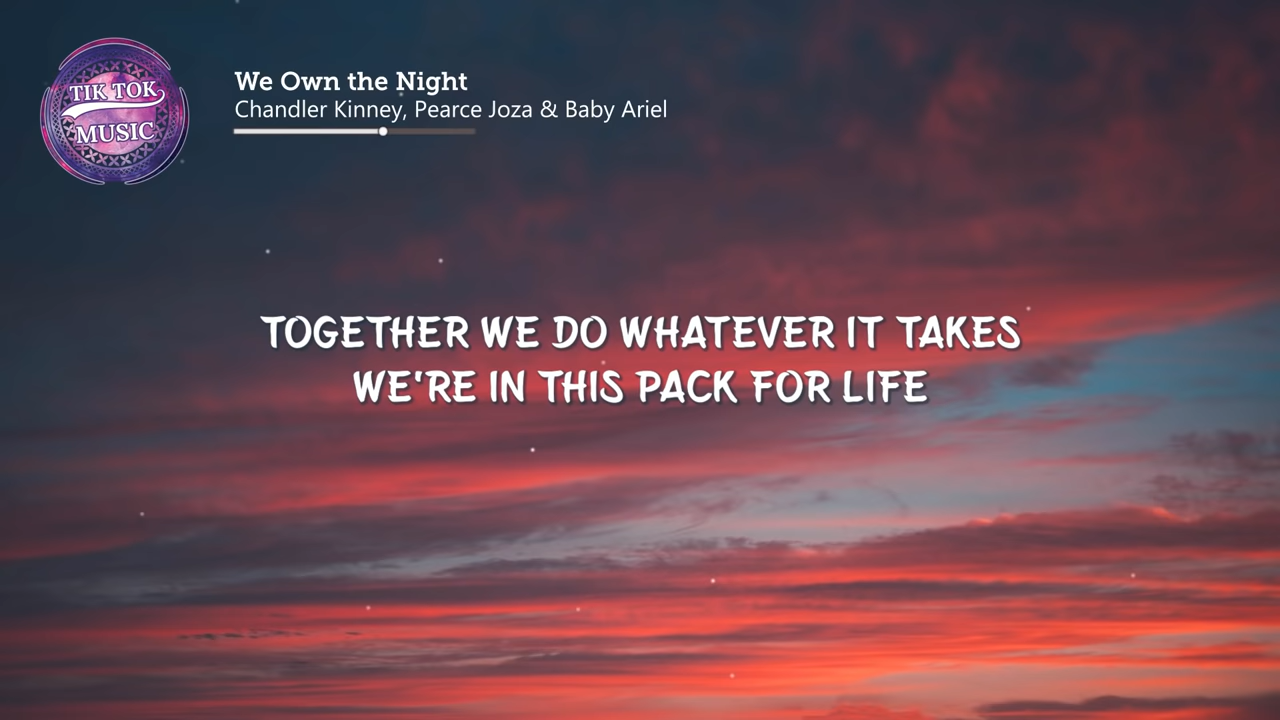 TIK TOK
MUSIC
We Own the Night
Chandler Kinney, Pearce Joza & Baby Ariel
TOGETHER WE DO WHATEVER IT TAKES
WE'RE IN THIS PACK FOR LIFE